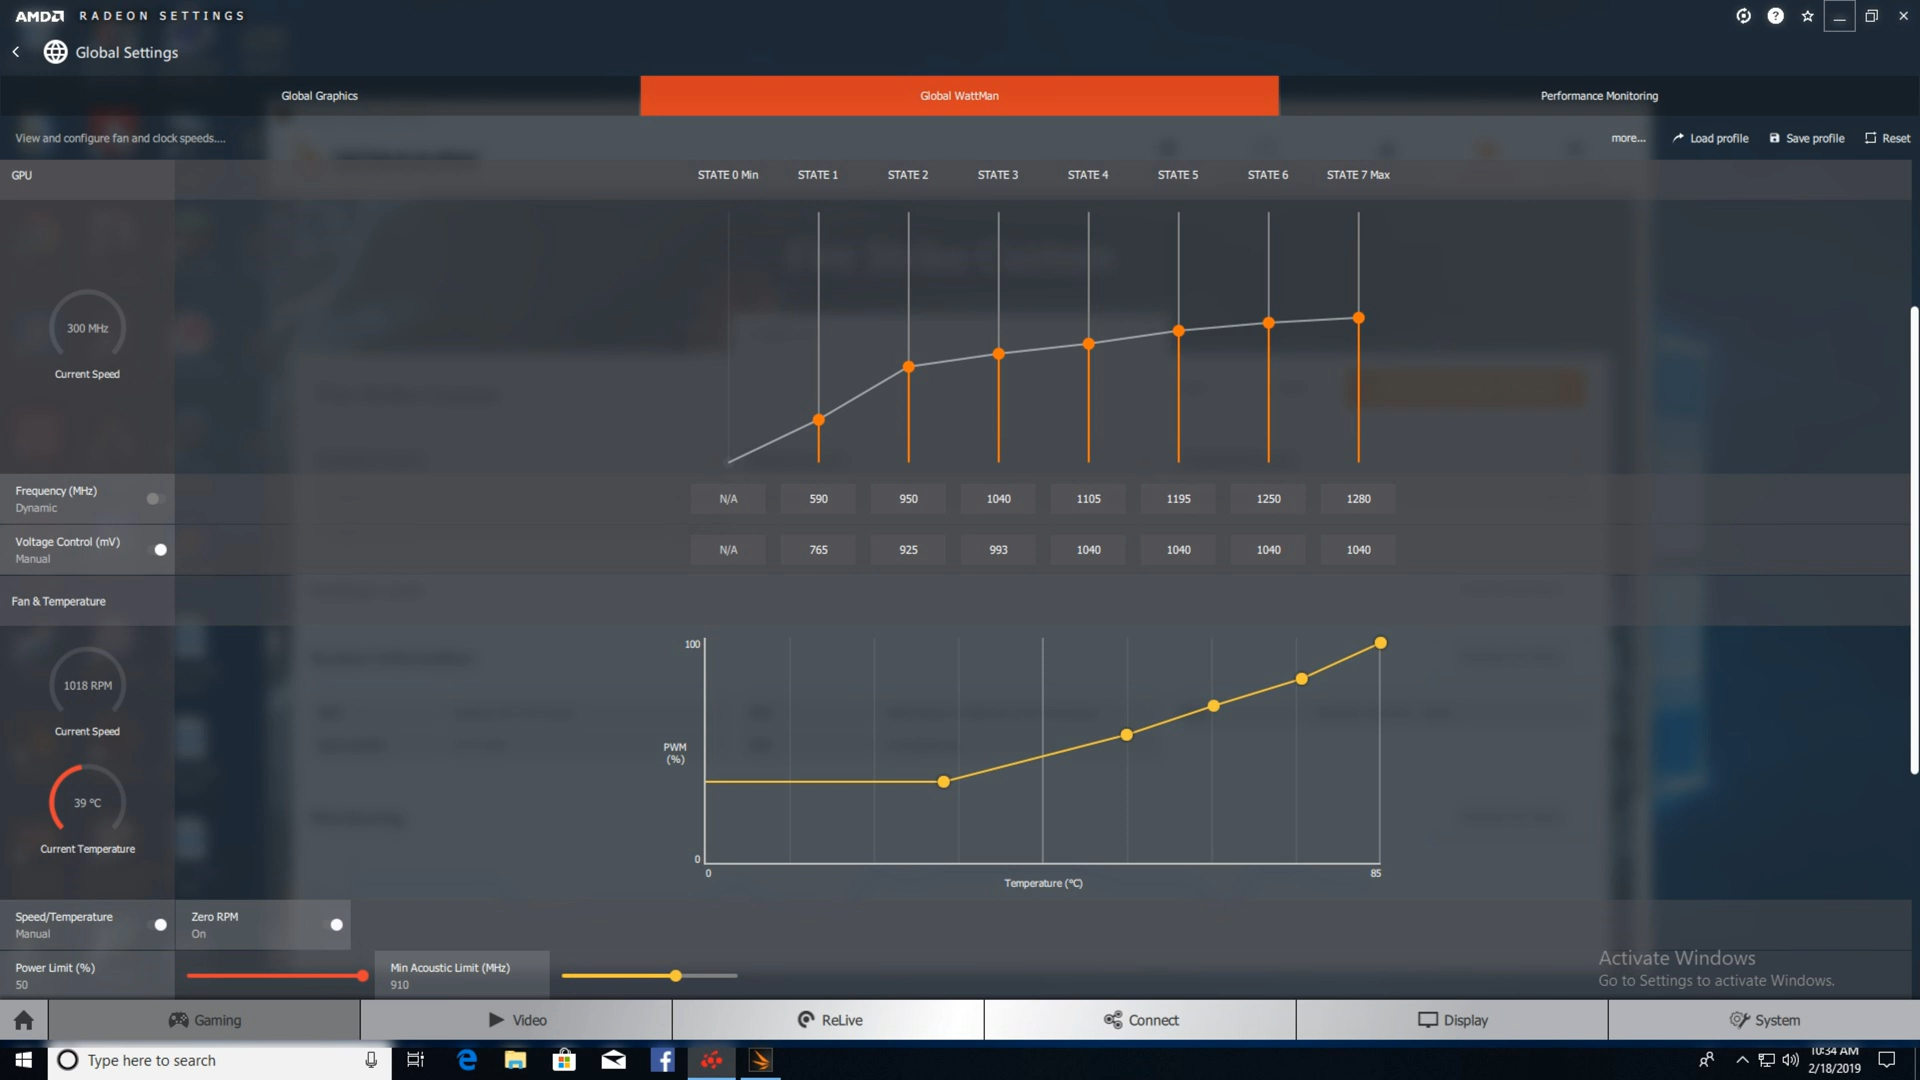 AMD RADEON SETTINGS
Global Settings
Global Graphics
Global WattMan
Performance Monitoring
View and configure fan and clock speeds....
more...
Load profile
Save profile
Reset
GPU
STATE 0 Min
STATE 1
STATE 2
STATE 3
STATE 4
STATE 5
STATE 6
STATE 7 Max
300 MHz
Current Speed
Frequency (MHz)
Dynamic
N/A
590
950
1040
1105
1195
1250
1280
Voltage Control (mV)
Manual
N/A
765
925
993
1040
1040
1040
1040
Fan & Temperature
1018 RPM
Current Speed
39 °C
Current Temperature
100
PWM
(%)
0
0
85
Temperature (°C)
Speed/Temperature
Manual
Zero RPM
On
Power Limit (%)
50
Min Acoustic Limit (MHz)
910
Activate Windows
Go to Settings to activate Windows.
Gaming
Video
ReLive
Connect
Display
System
Type here to search
10:34 AM
2/18/2019